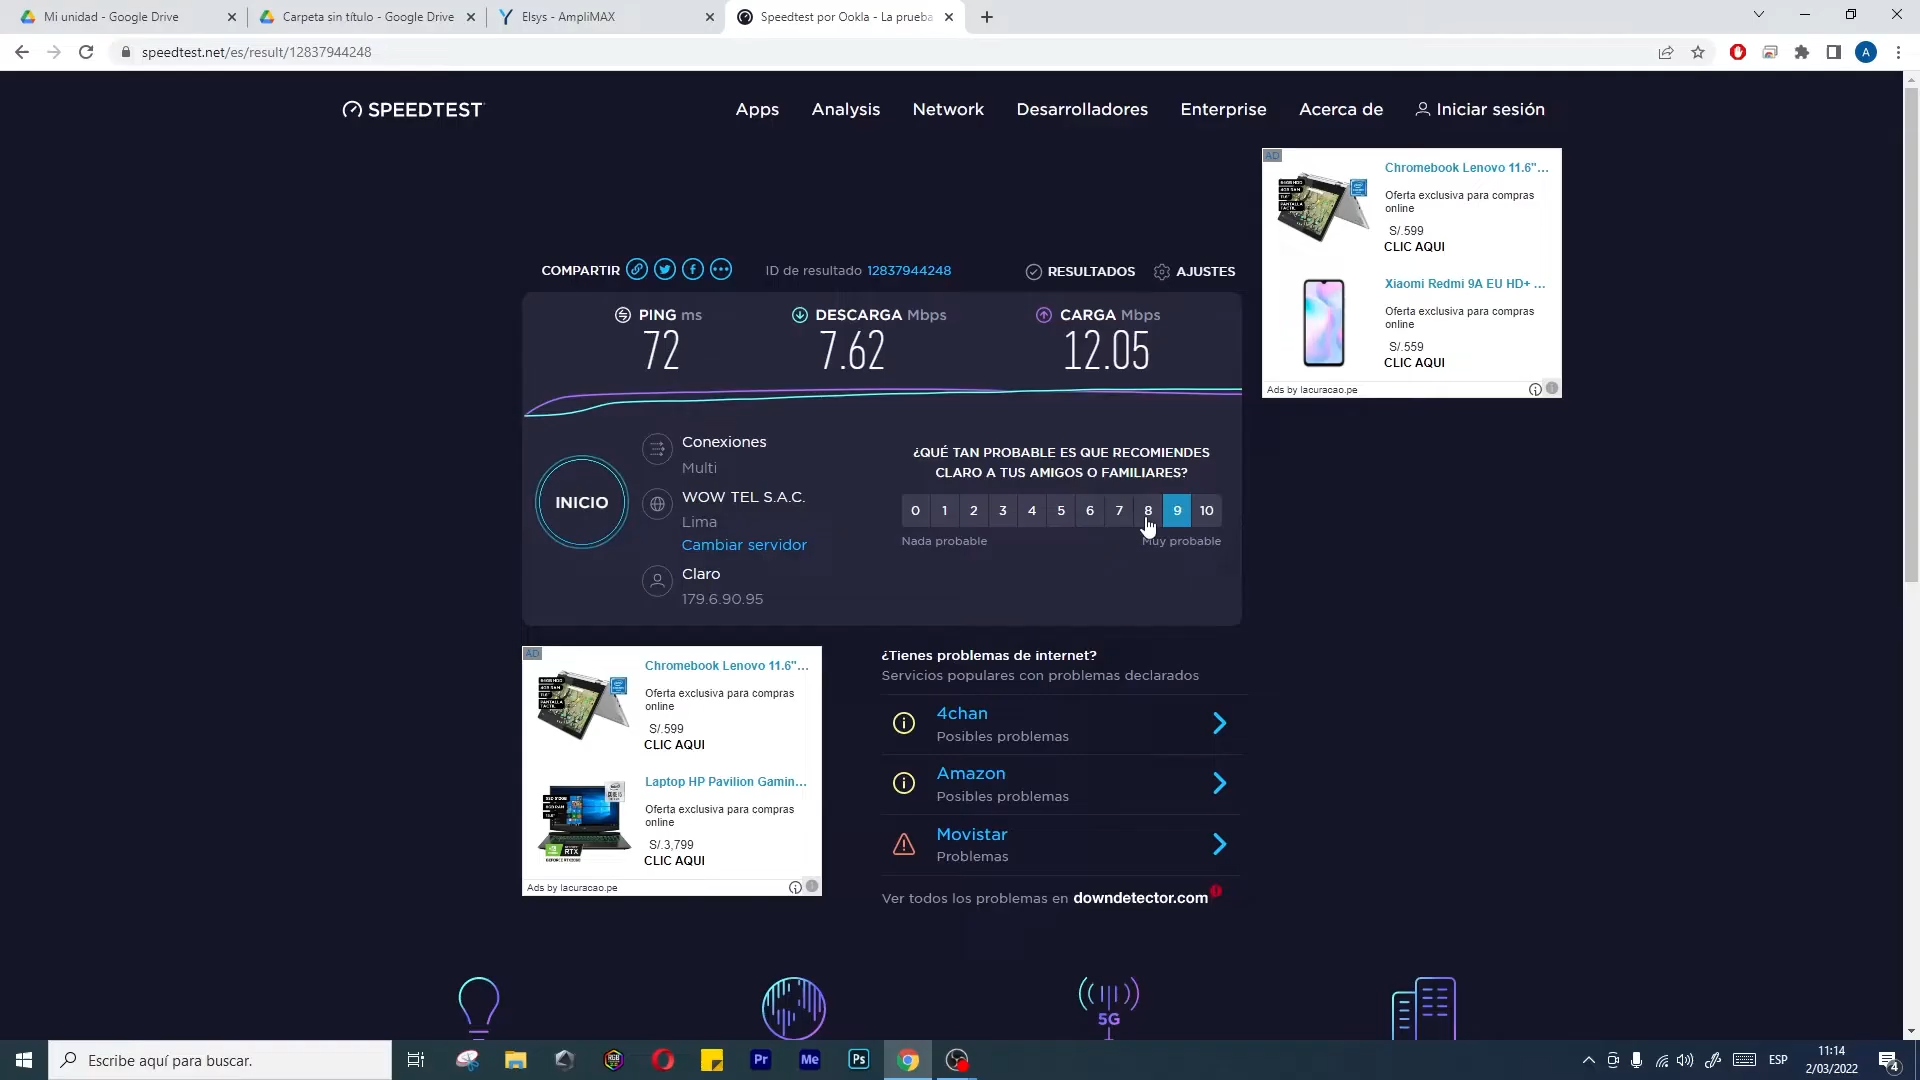 Mi unidad - Google Drive
Carpeta sin título - Google Drive
Elsys - AmpliMAX
Speedtest por Ookla - La prueba
speedtest.net/es/result/12837944248
A
SPEEDTEST
Apps
Analysis
Network
Desarrolladores
Enterprise
Acerca de
Iniciar sesión
AD
Chromebook Lenovo 11.6"...
Oferta exclusiva para compras
online
S/.599
CLIC AQUI
Xiaomi Redmi 9A EU HD+ ...
Oferta exclusiva para compras
online
S/.559
CLIC AQUI
Ads by lacuracao.pe
COMPARTIR
ID de resultado 12837944248
RESULTADOS
AJUSTES
PING ms
72
DESCARGA Mbps
7.62
CARGA Mbps
12.05
INICIO
Conexiones
Multi
WOW TEL S.A.C.
Lima
Cambiar servidor
Claro
179.6.90.95
¿QUÉ TAN PROBABLE ES QUE RECOMIENDES
CLARO A TUS AMIGOS O FAMILIARES?
0 1 2 3 4 5 6 7 8 9 10
Nada probable
Muy probable
AD
Chromebook Lenovo 11.6"...
Oferta exclusiva para compras
online
S/.599
CLIC AQUI
Laptop HP Pavilion Gamin...
Oferta exclusiva para compras
online
S/.3,799
CLIC AQUI
Ads by lacuracao.pe
¿Tienes problemas de internet?
Servicios populares con problemas declarados
4chan
Posibles problemas
Amazon
Posibles problemas
Movistar
Problemas
Ver todos los problemas en downdetector.com
5G
Escribe aquí para buscar.
Pr
Me
Ps
ESP
11:14
2/03/2022
4